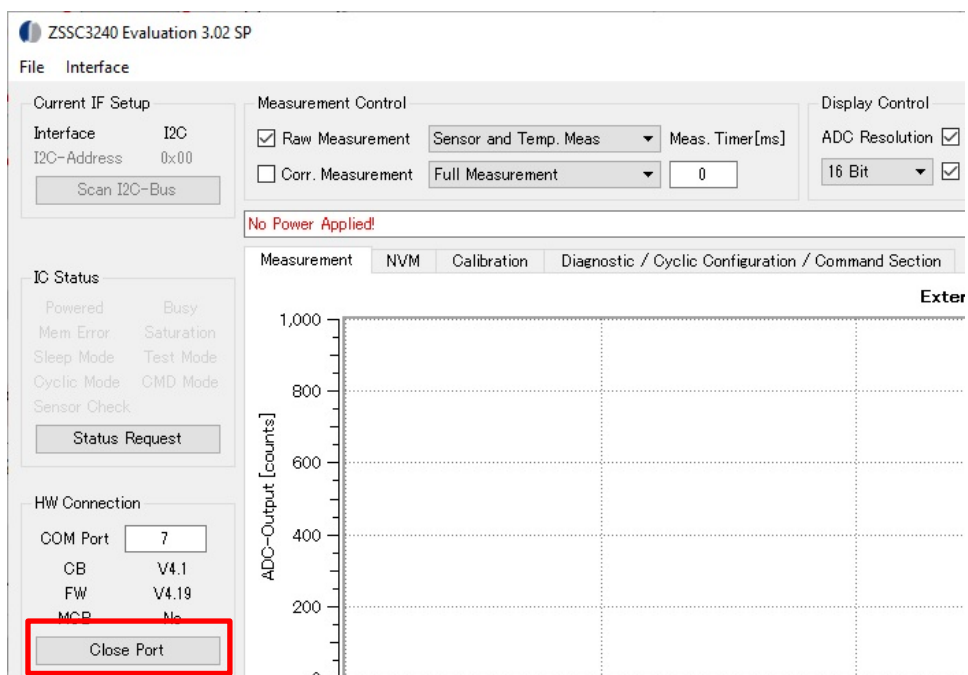 ZSSC3240 Evaluation 3.02 SP
File Interface
Current IF Setup
Interface I2C
I2C-Address 0x00
Scan I2C-Bus
Measurement Control
Raw Measurement Sensor and Temp. Meas Meas. Timer[ms]
Corr. Measurement Full Measurement 0
Display Control
ADC Resolution
16 Bit
No Power Applied!
Measurement NVM Calibration Diagnostic / Cyclic Configuration / Command Section
IC Status
Powered Busy
Mem Error Saturation
Sleep Mode Test Mode
Cyclic Mode CMD Mode
Sensor Check
Status Request
HW Connection
COM Port 7
CB V4.1
FW V4.19
MCB No
Close Port
Exter
ADC-Output [counts]
1,000
800
600
400
200
0